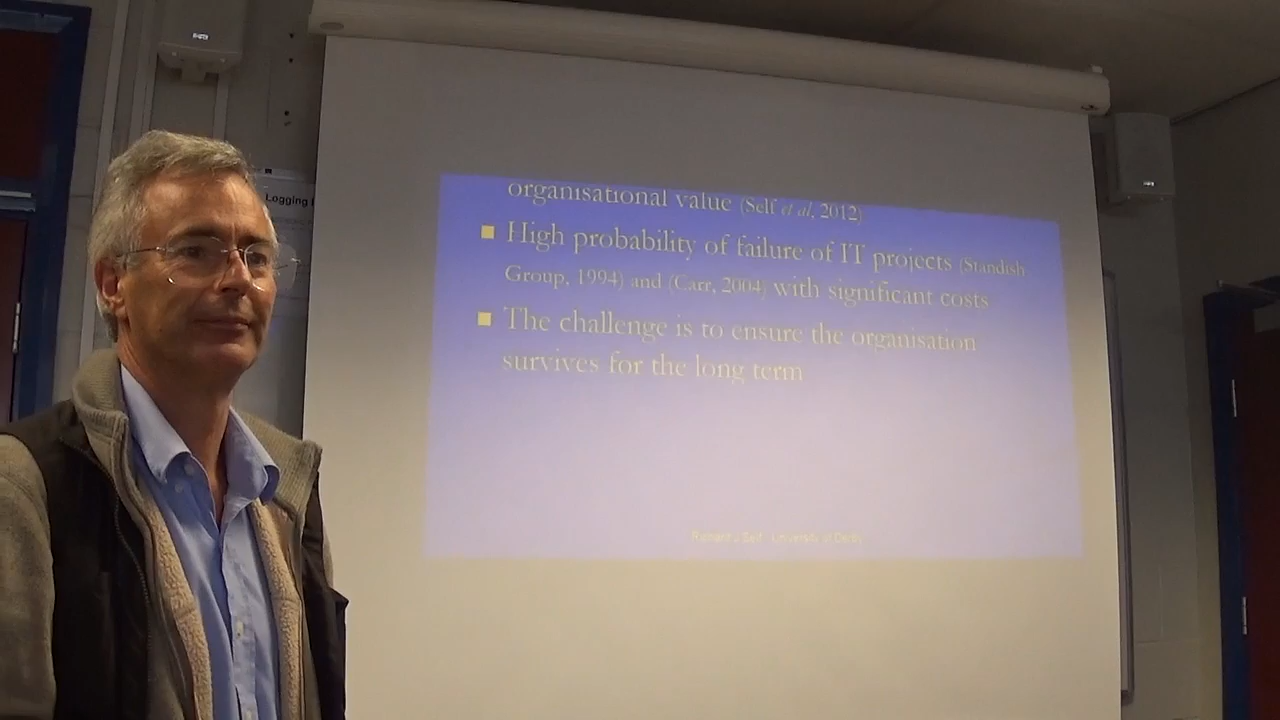 Logging
organisational value (Self et al, 2012)
High probability of failure of IT projects (Standish
Group, 1994) and (Carr, 2004) with significant costs
The challenge is to ensure the organisation
survives for the long term
Richard J Self - University of Derby